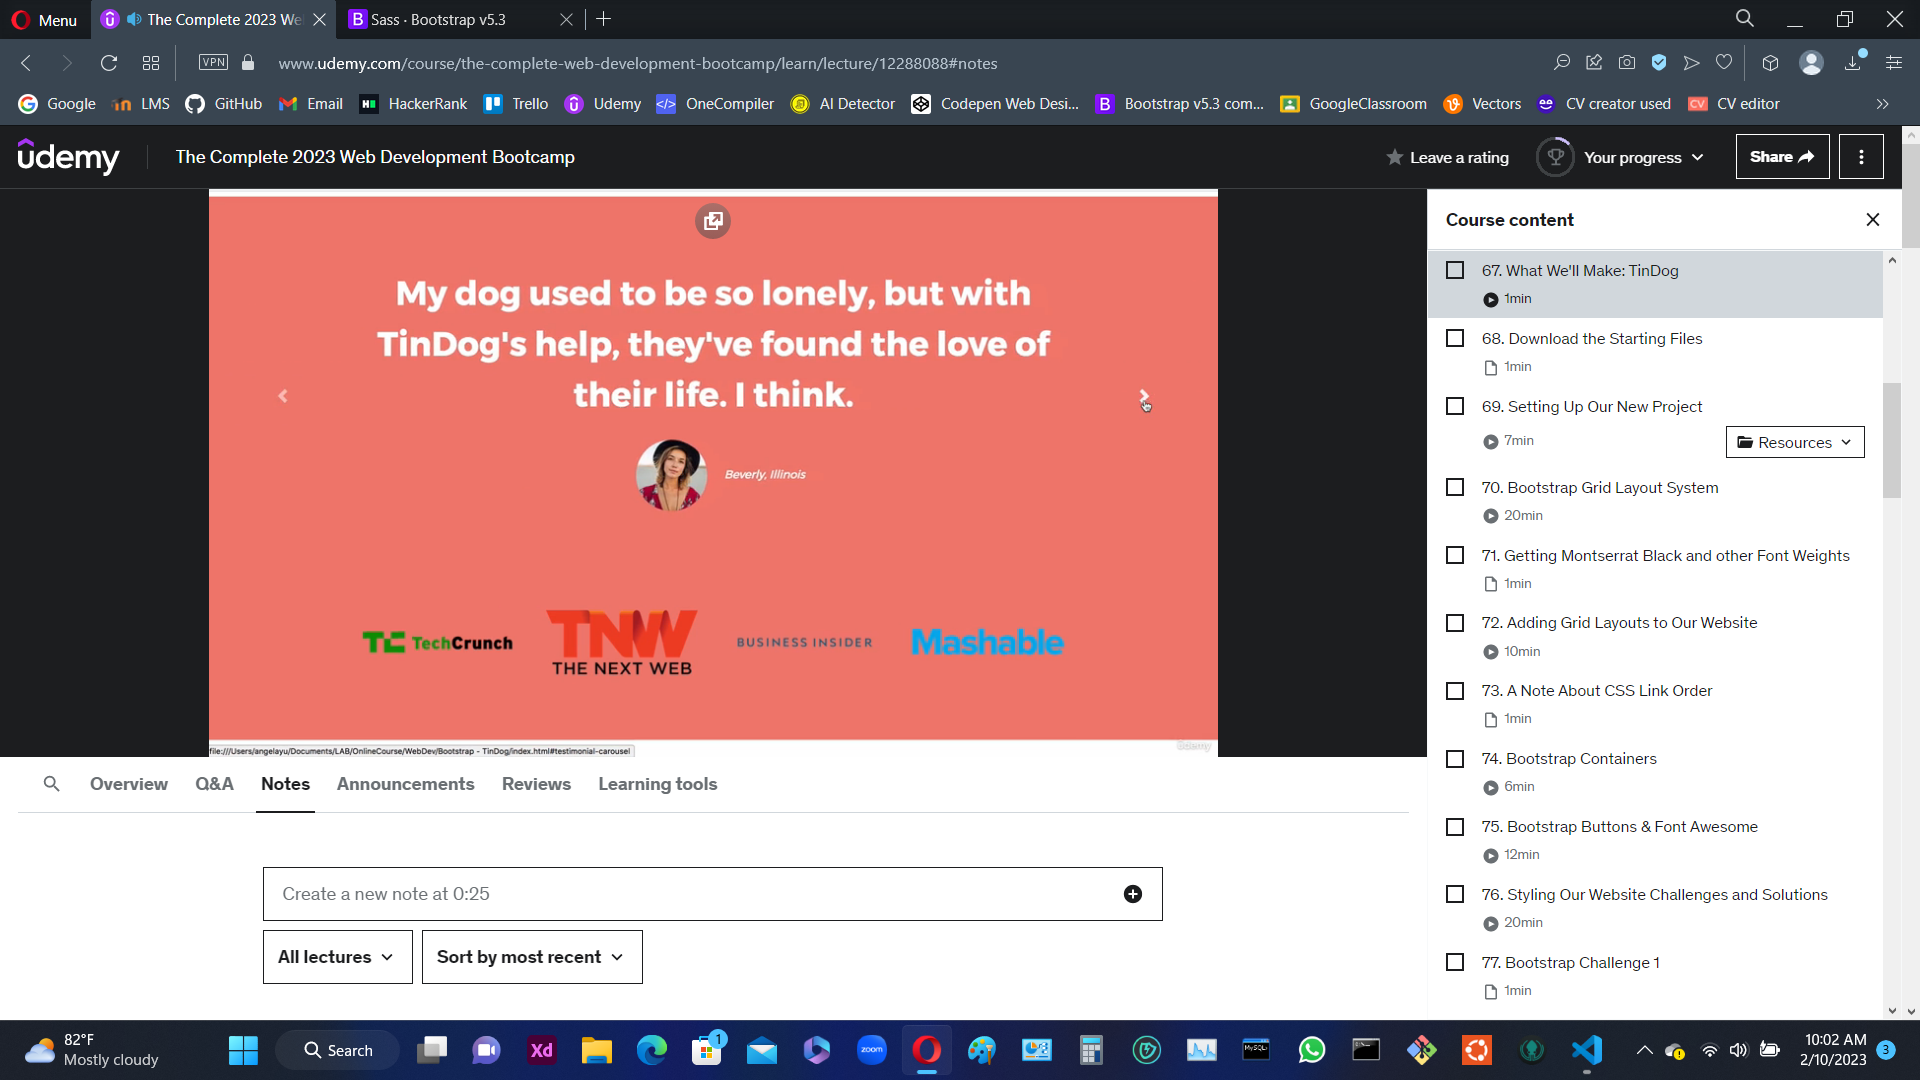 Menu
The Complete 2023 We
Sass · Bootstrap v5.3
VPN
www.udemy.com/course/the-complete-web-development-bootcamp/learn/lecture/12288088#notes
Google
LMS
GitHub
Email
HackerRank
Trello
Udemy
OneCompiler
AI Detector
Codepen Web Desi...
Bootstrap v5.3 com...
GoogleClassroom
Vectors
CV creator used
CV editor
udemy
The Complete 2023 Web Development Bootcamp
Leave a rating
Your progress
Share
My dog used to be so lonely, but with
TinDog's help, they've found the love of
their life. I think.
Beverly, Illinois
TC TechCrunch
TNW
THE NEXT WEB
BUSINESS INSIDER
Mashable
file:///Users/angelayu/Documents/LAB/OnlineCourse/WebDev/Bootstrap - TinDog/index.html#testimonial-carousel
udemy
Course content
67. What We'll Make: TinDog
1min
68. Download the Starting Files
1min
69. Setting Up Our New Project
7min
Resources
70. Bootstrap Grid Layout System
20min
71. Getting Montserrat Black and other Font Weights
1min
72. Adding Grid Layouts to Our Website
10min
73. A Note About CSS Link Order
1min
74. Bootstrap Containers
6min
75. Bootstrap Buttons & Font Awesome
12min
76. Styling Our Website Challenges and Solutions
20min
77. Bootstrap Challenge 1
1min
Overview
Q&A
Notes
Announcements
Reviews
Learning tools
Create a new note at 0:25
All lectures
Sort by most recent
82°F
Mostly cloudy
Search
Xd
1
zoom
MySQL
10:02 AM
2/10/2023
3